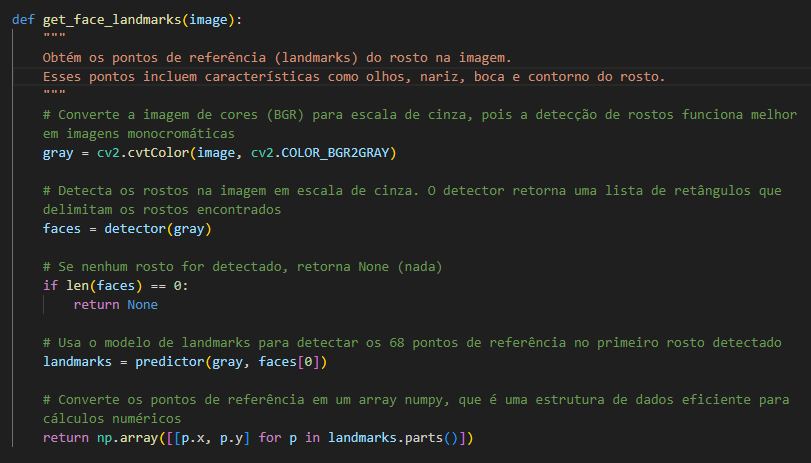 def get_face_landmarks(image):
    """
    Obtém os pontos de referência (landmarks) do rosto na imagem.
    Esses pontos incluem características como olhos, nariz, boca e contorno do rosto.
    """
    # Converte a imagem de cores (BGR) para escala de cinza, pois a detecção de rostos funciona melhor
    em imagens monocromáticas
    gray = cv2.cvtColor(image, cv2.COLOR_BGR2GRAY)

    # Detecta os rostos na imagem em escala de cinza. O detector retorna uma lista de retângulos que
    delimitam os rostos encontrados
    faces = detector(gray)

    # Se nenhum rosto for detectado, retorna None (nada)
    if len(faces) == 0:
        return None

    # Usa o modelo de landmarks para detectar os 68 pontos de referência no primeiro rosto detectado
    landmarks = predictor(gray, faces[0])

    # Converte os pontos de referência em um array numpy, que é uma estrutura de dados eficiente para
    cálculos numéricos
    return np.array([[p.x, p.y] for p in landmarks.parts()])